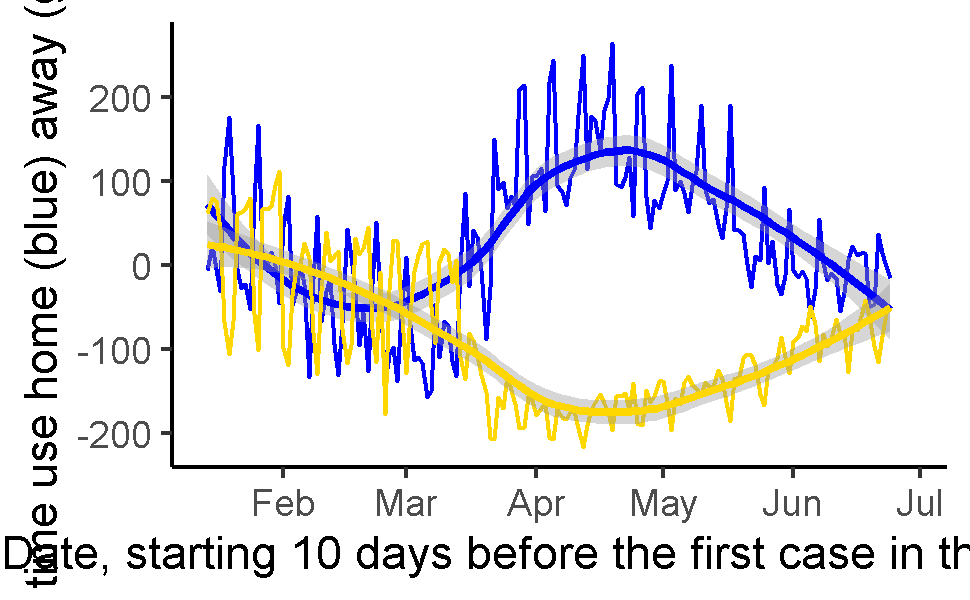 time use home (blue) away (
200
100
0
-100
-200
Feb Mar Apr May Jun Jul
Date, starting 10 days before the first case in th